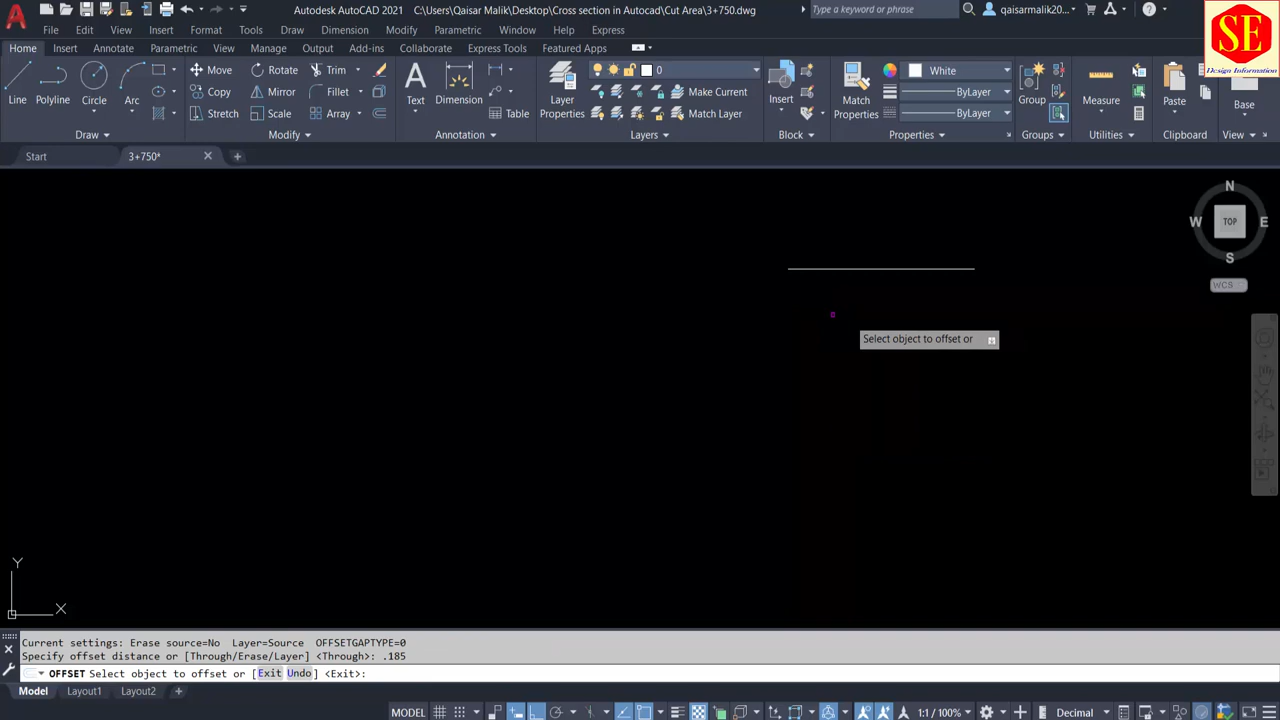 Autodesk AutoCAD 2021 C:\Users\Qaisar Malik\Desktop\Cross section in Autocad\Cut Area\3+750.dwg
Type a keyword or phrase
qaisarmalik20...
SE
Design Information
File Edit View Insert Format Tools Draw Dimension Modify Parametric Window Help Express
Home Insert Annotate Parametric View Manage Output Add-ins Collaborate Express Tools Featured Apps
Move Rotate Trim 0 White
Copy Mirror Fillet Make Current ByLayer
Line Polyline Circle Arc Text Dimension Layer Properties Insert Match Properties Group Measure Paste Base
Stretch Scale Array Table Match Layer ByLayer
Draw Modify Annotation Layers Block Properties Groups Utilities Clipboard View
Start 3+750*
N
W TOP E
S
WCS
Select object to offset or
Y
X
Current settings: Erase source=No Layer=Source OFFSETGAPTYPE=0
Specify offset distance or [Through/Erase/Layer] <Through>: .185
OFFSET Select object to offset or [Exit Undo] <Exit>:
Model Layout1 Layout2
MODEL 1:1 / 100% Decimal